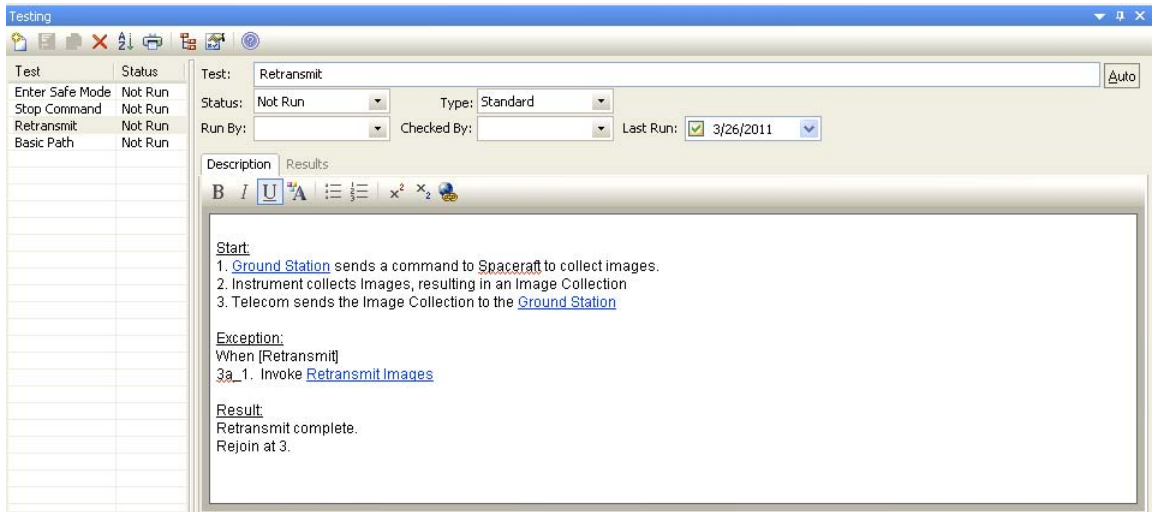 Testing
Test Status
Enter Safe Mode Not Run
Stop Command Not Run
Retransmit Not Run
Basic Path Not Run
Test: Retransmit Auto
Status: Not Run Type: Standard
Run By: Checked By: Last Run: 3/26/2011
Description Results
B I U A x² ×₂
Start:
1. Ground Station sends a command to Spaceraft to collect images.
2. Instrument collects Images, resulting in an Image Collection
3. Telecom sends the Image Collection to the Ground Station
Exception:
When [Retransmit]
3a_1. Invoke Retransmit Images
Result:
Retransmit complete.
Rejoin at 3.